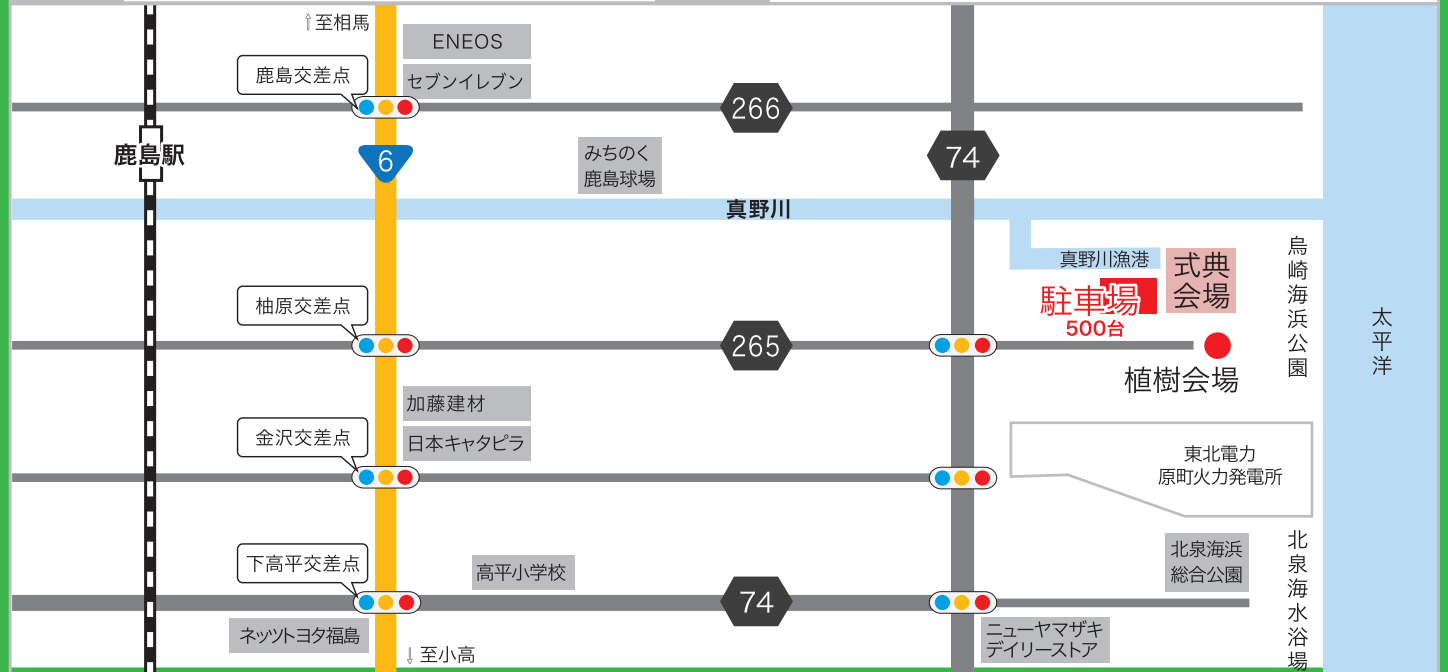 ⇧至相馬
ENEOS
鹿島交差点
セブンイレブン
266
鹿島駅
6
みちのく
鹿島球場
74
真野川
烏崎海浜公園
真野川漁港
式典
会場
駐車場
500台
太平洋
柚原交差点
265
植樹会場
加藤建材
金沢交差点
日本キャタピラ
東北電力
原町火力発電所
下高平交差点
高平小学校
74
北泉海浜
総合公園
北泉海水浴場
ネッツトヨタ福島
ニューヤマザキ
デイリーストア
⇩至小高